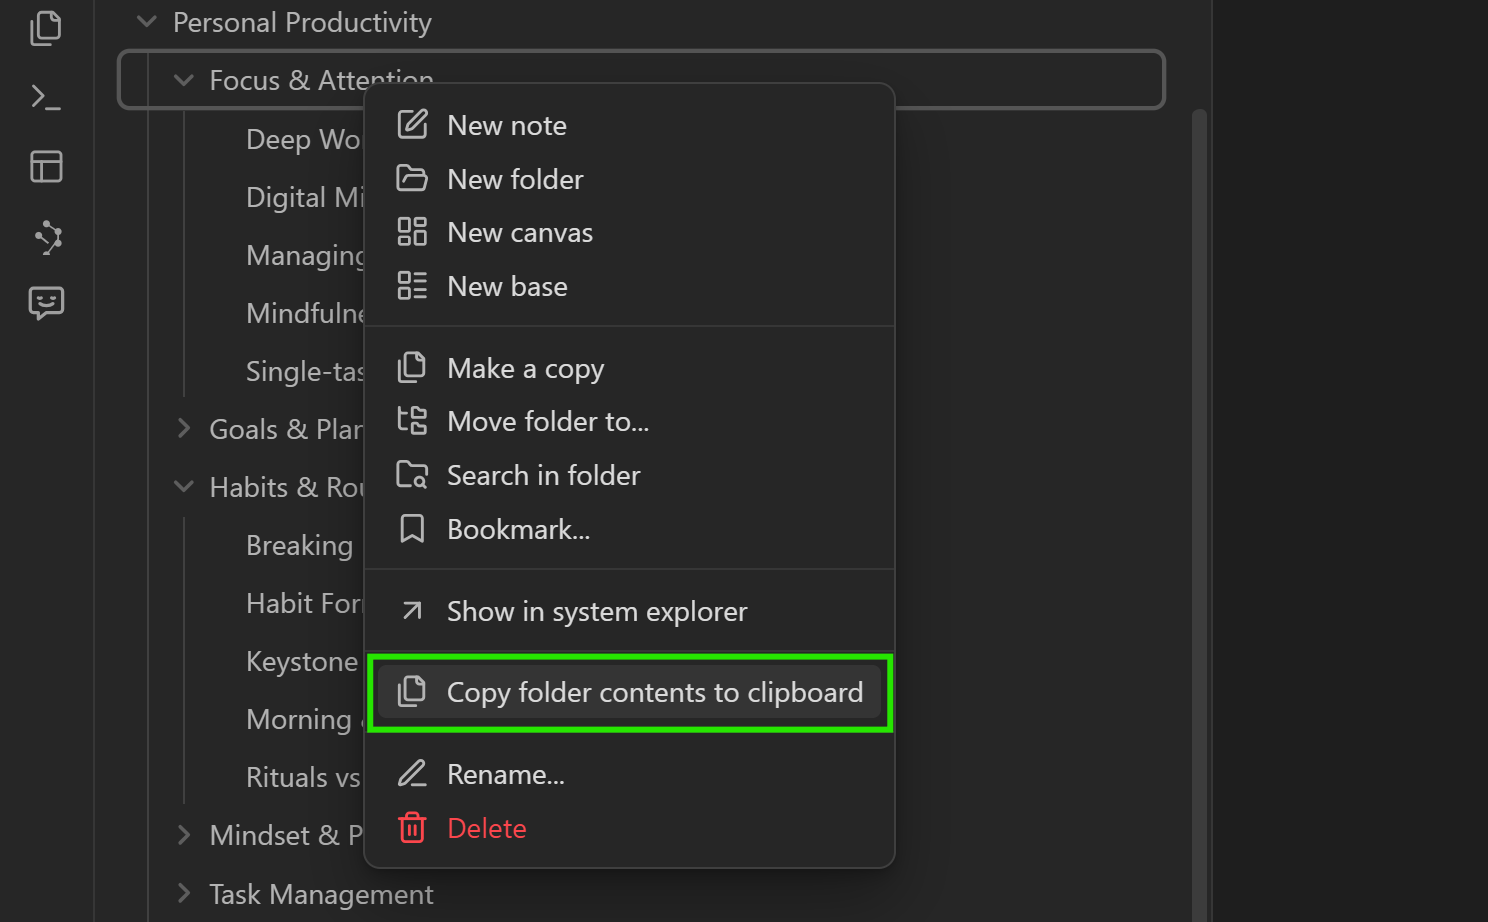 Personal Productivity
Focus & Attention
Deep Wo
Digital Mi
Managing
Mindfulne
Single-tas
Goals & Plan
Habits & Rou
Breaking
Habit For
Keystone
Morning
Rituals vs
Mindset & P
Task Management
New note
New folder
New canvas
New base
Make a copy
Move folder to...
Search in folder
Bookmark...
Show in system explorer
Copy folder contents to clipboard
Rename...
Delete